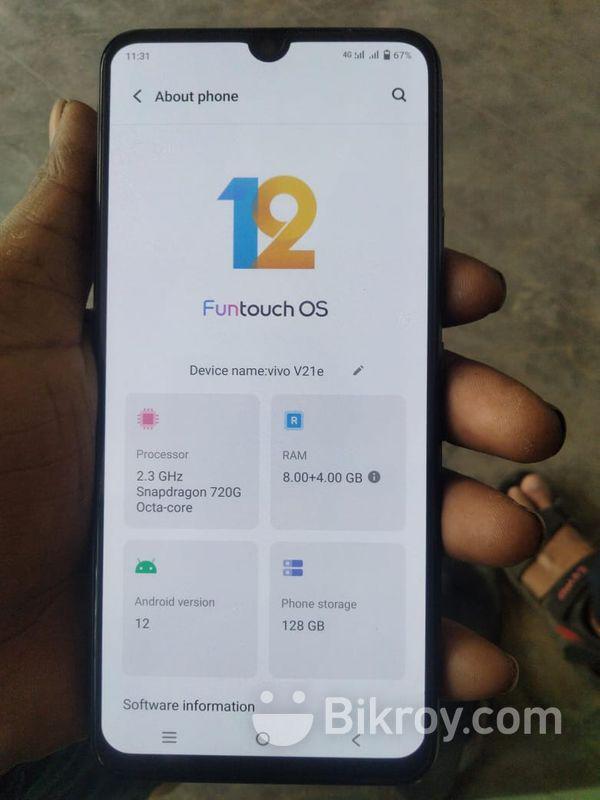 11:31
4G 67%
About phone
12
Funtouch OS
Device name:vivo V21e
Processor
2.3 GHz
Snapdragon 720G
Octa-core
R
RAM
8.00+4.00 GB
Android version
12
Phone storage
128 GB
Software information
Bikroy.com